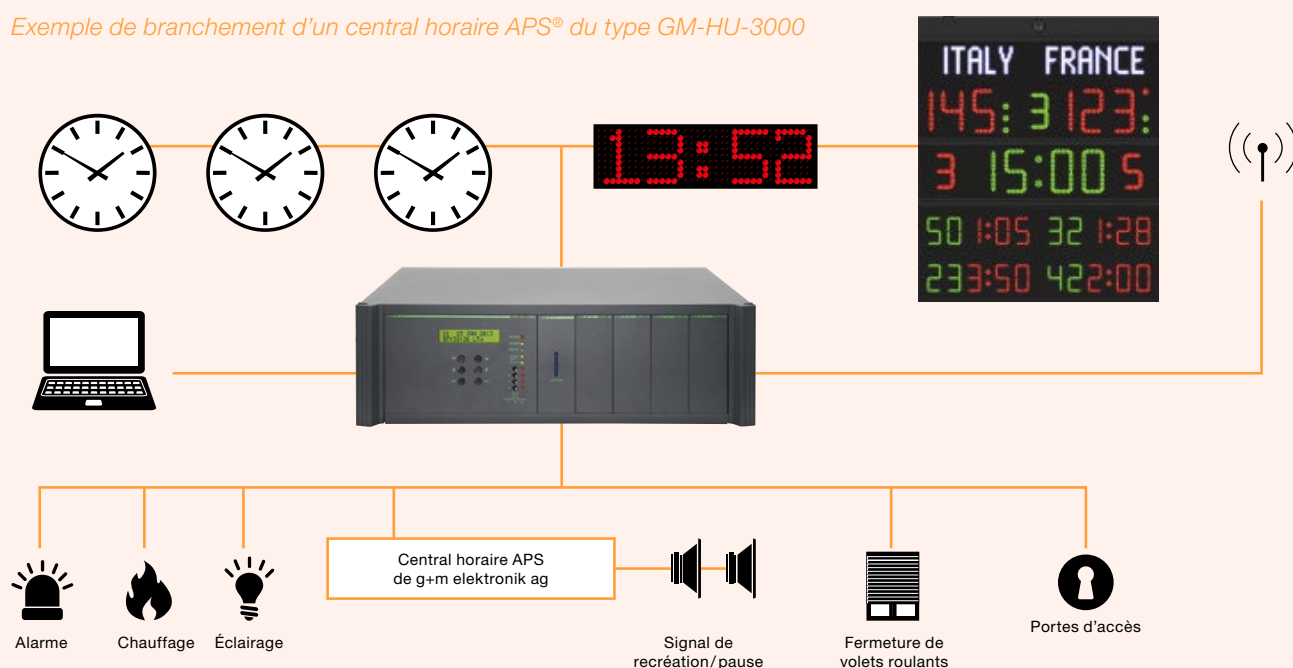 Exemple de branchement d'un central horaire APS® du type GM-HU-3000
ITALY FRANCE
145: 3 123:
13:52
3 15:00 5
50 1:05 32 1:28
233:50 422:00
Central horaire APS
de g+m elektronik ag
Alarme
Chauffage
Éclairage
Signal de
recréation/pause
Fermeture de
volets roulants
Portes d'accès